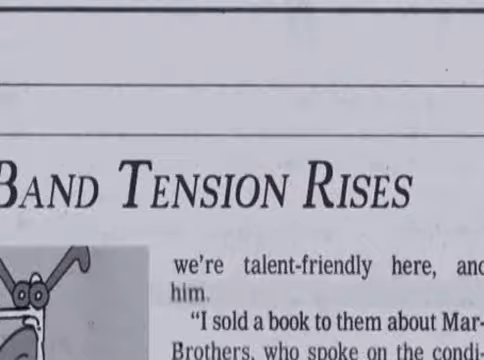 BAND TENSION RISES
we're talent-friendly here, and
him.
"I sold a book to them about Mar-
Brothers, who spoke on the condi-